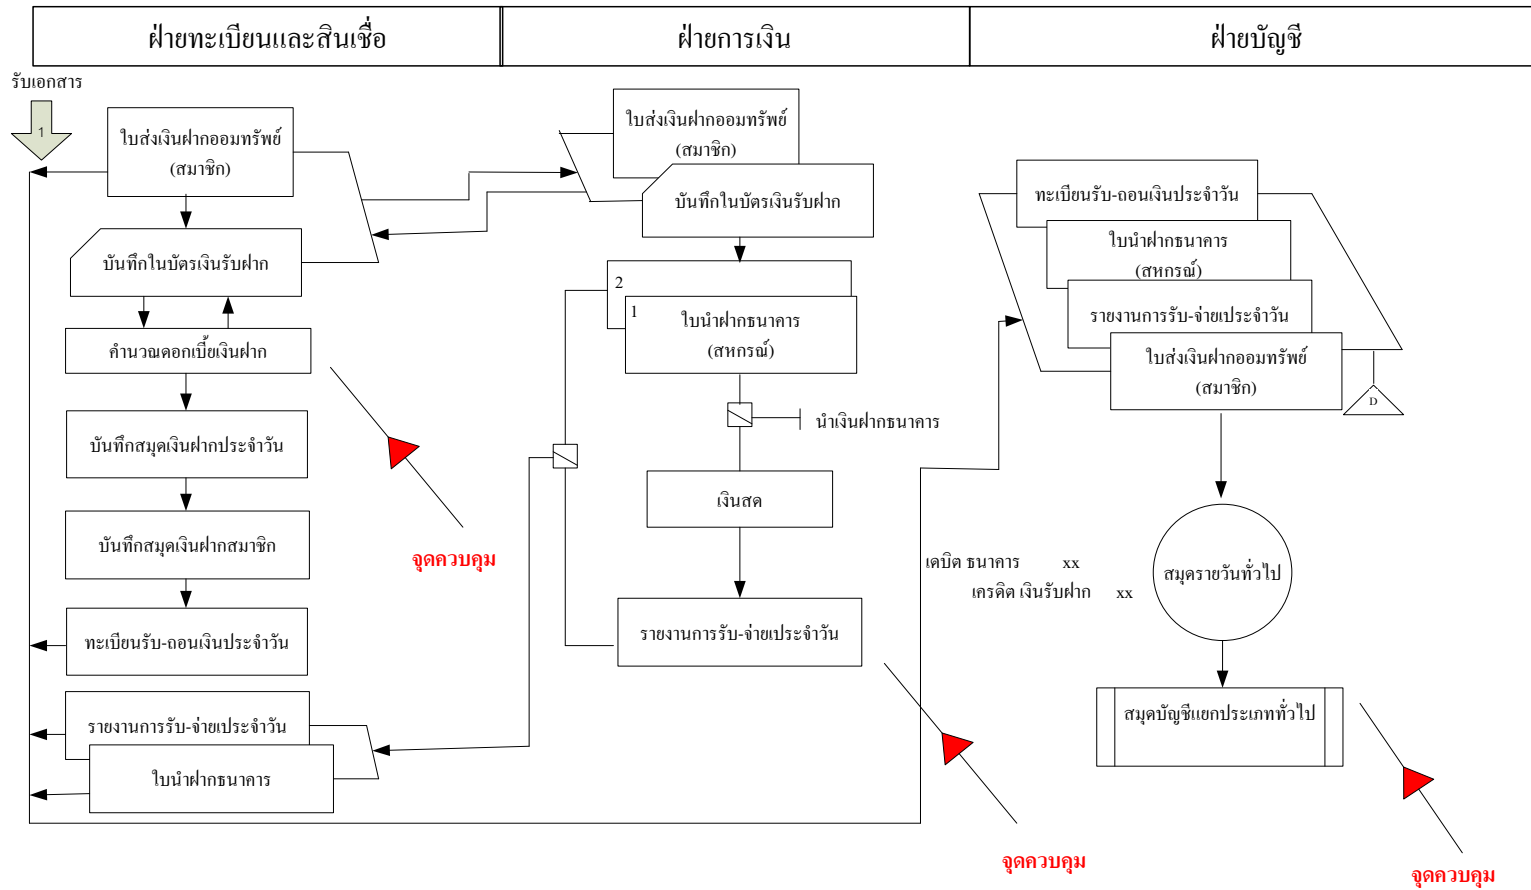 ฝ่ายทะเบียนและสินเชื่อ
ฝ่ายการเงิน
ฝ่ายบัญชี
รับเอกสาร
1
ใบส่งเงินฝากออมทรัพย์
(สมาชิก)
บันทึกในบัตรเงินรับฝาก
คำนวณดอกเบี้ยเงินฝาก
บันทึกสมุดเงินฝากประจำวัน
บันทึกสมุดเงินฝากสมาชิก
ทะเบียนรับ-ถอนเงินประจำวัน
รายงานการรับ-จ่ายประจำวัน
ใบนำฝากธนาคาร
จุดควบคุม
ใบส่งเงินฝากออมทรัพย์
(สมาชิก)
บันทึกในบัตรเงินรับฝาก
2
1
ใบนำฝากธนาคาร
(สหกรณ์)
นำเงินฝากธนาคาร
เงินสด
รายงานการรับ-จ่ายประจำวัน
จุดควบคุม
ทะเบียนรับ-ถอนเงินประจำวัน
ใบนำฝากธนาคาร
(สหกรณ์)
รายงานการรับ-จ่ายประจำวัน
ใบส่งเงินฝากออมทรัพย์
(สมาชิก)
D
เดบิต ธนาคาร xx
เครดิต เงินรับฝาก xx
สมุดรายวันทั่วไป
สมุดบัญชีแยกประเภททั่วไป
จุดควบคุม